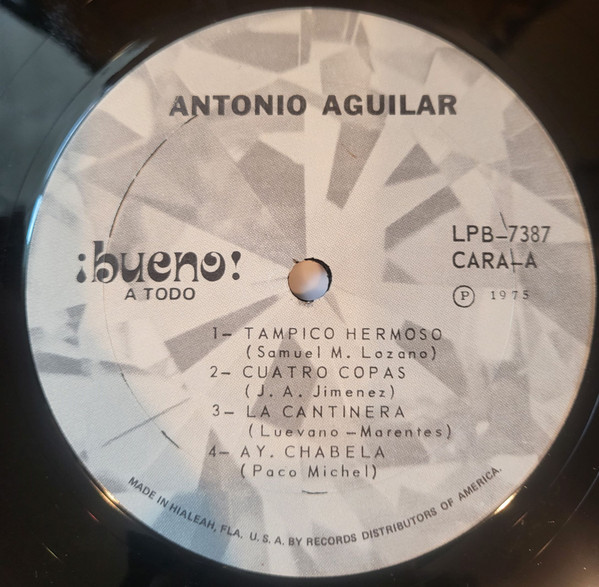 ANTONIO AGUILAR
¡bueno!
A TODO
LPB-7387
CARA-A
Ⓟ 1975
1- TAMPICO HERMOSO
(Samuel M. Lozano)
2- CUATRO COPAS
(J. A. Jimenez)
3- LA CANTINERA
(Luevano-Marentes)
4- AY. CHABELA
(Paco Michel)
MADE IN HIALEAH, FLA. U. S. A. BY RECORDS DISTRIBUTORS OF AMERICA.